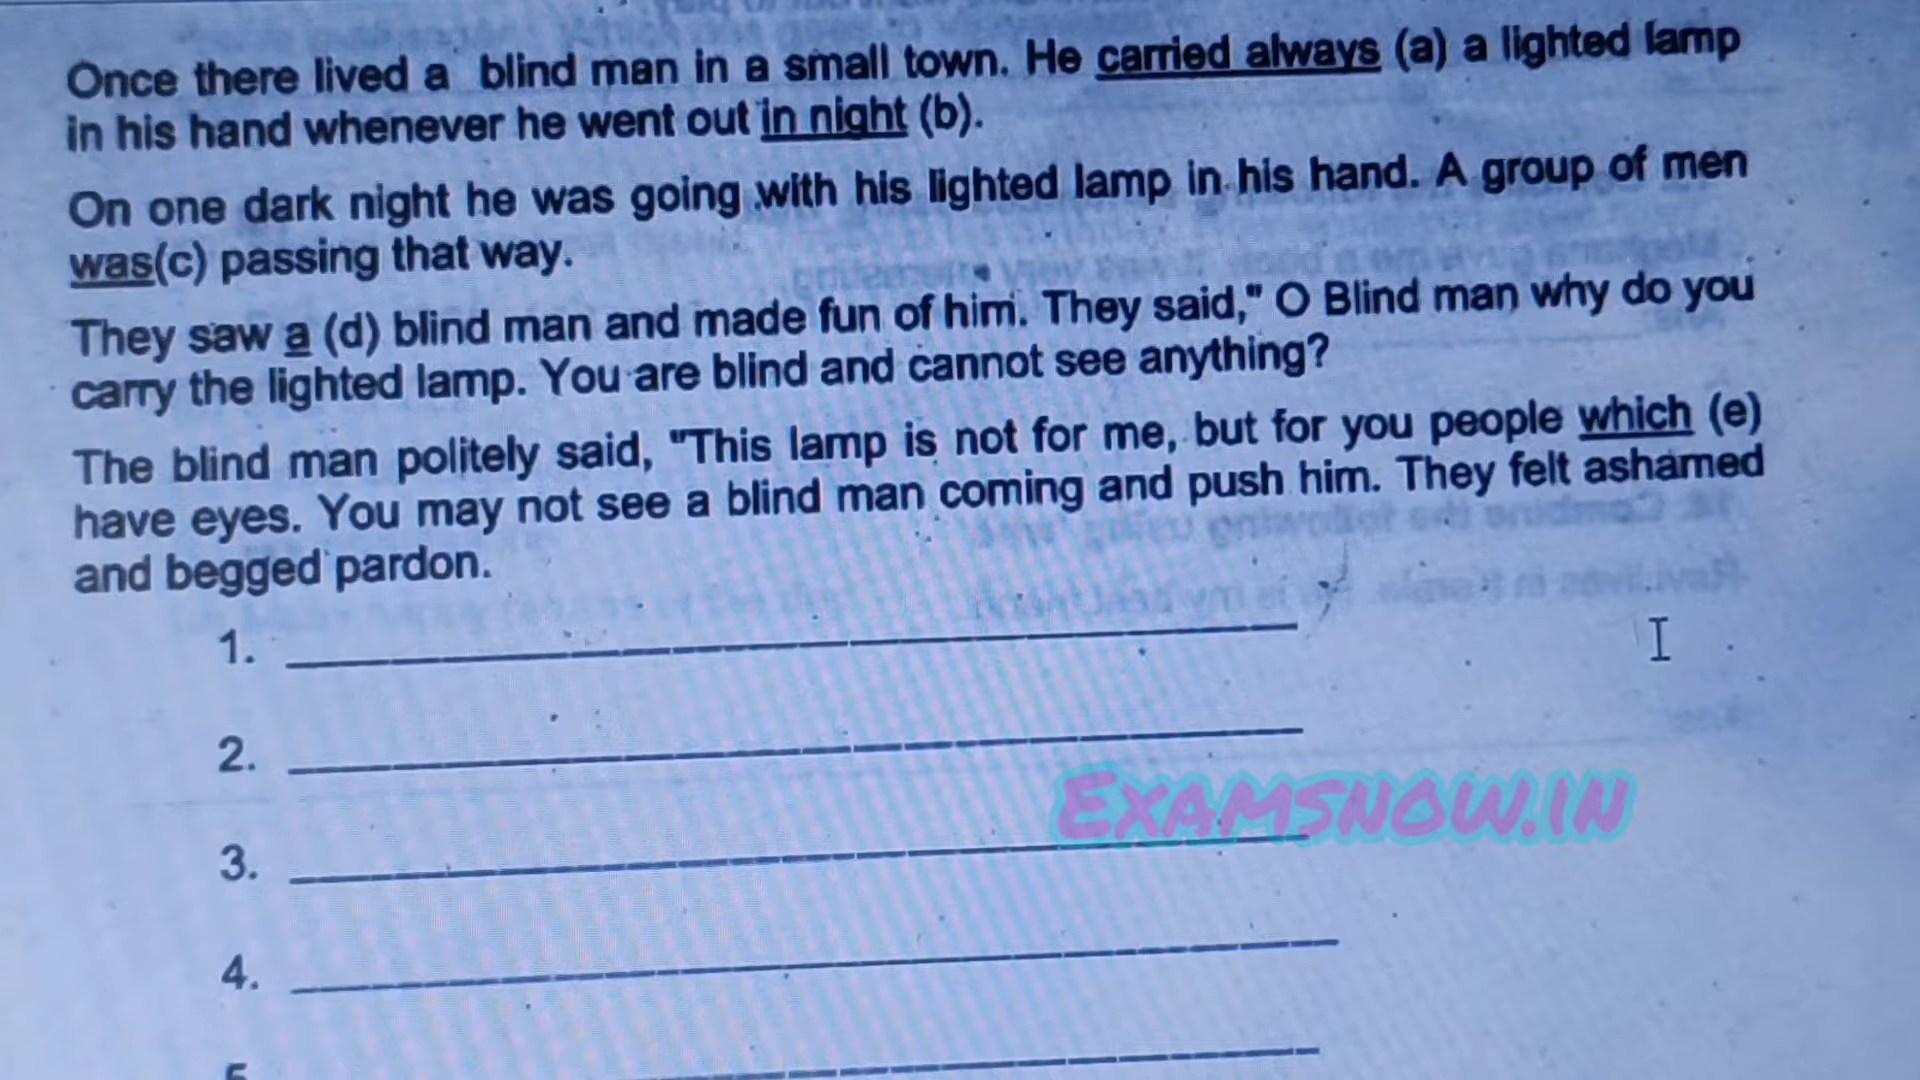 Once there lived a blind man in a small town. He carried always (a) a lighted lamp
in his hand whenever he went out in night (b).
On one dark night he was going with his lighted lamp in his hand. A group of men
was(c) passing that way.
They saw a (d) blind man and made fun of him. They said," O Blind man why do you
carry the lighted lamp. You are blind and cannot see anything?
The blind man politely said, "This lamp is not for me, but for you people which (e)
have eyes. You may not see a blind man coming and push him. They felt ashamed
and begged pardon.
1.
2.
EXAMSNOW.IN
3.
4.
5